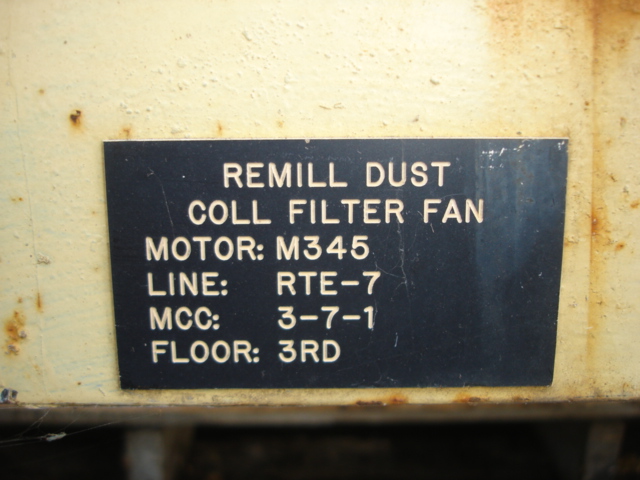 REMILL DUST
COLL FILTER FAN
MOTOR: M345
LINE: RTE-7
MCC: 3-7-1
FLOOR: 3RD